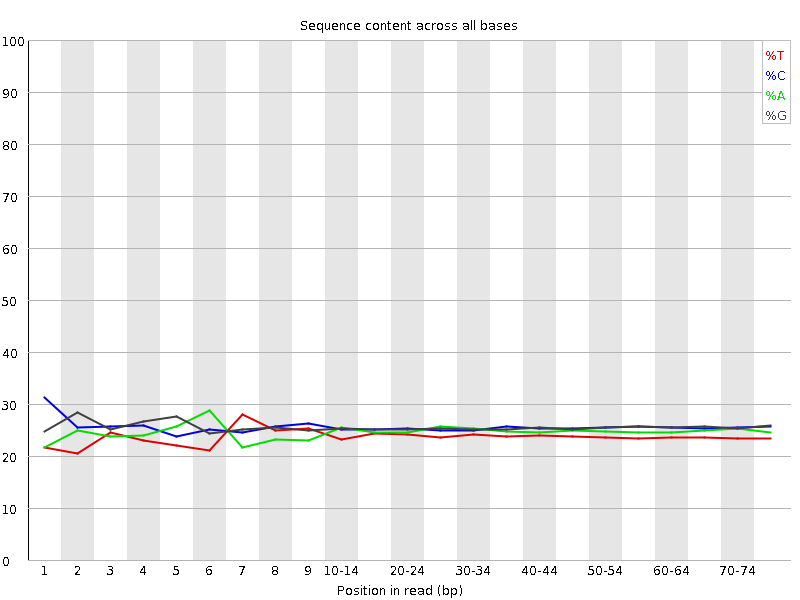 Sequence content across all bases
100
90
80
70
60
50
40
30
20
10
0
%T
%C
%A
%G
1 2 3 4 5 6 7 8 9 10-14 20-24 30-34 40-44 50-54 60-64 70-74
Position in read (bp)